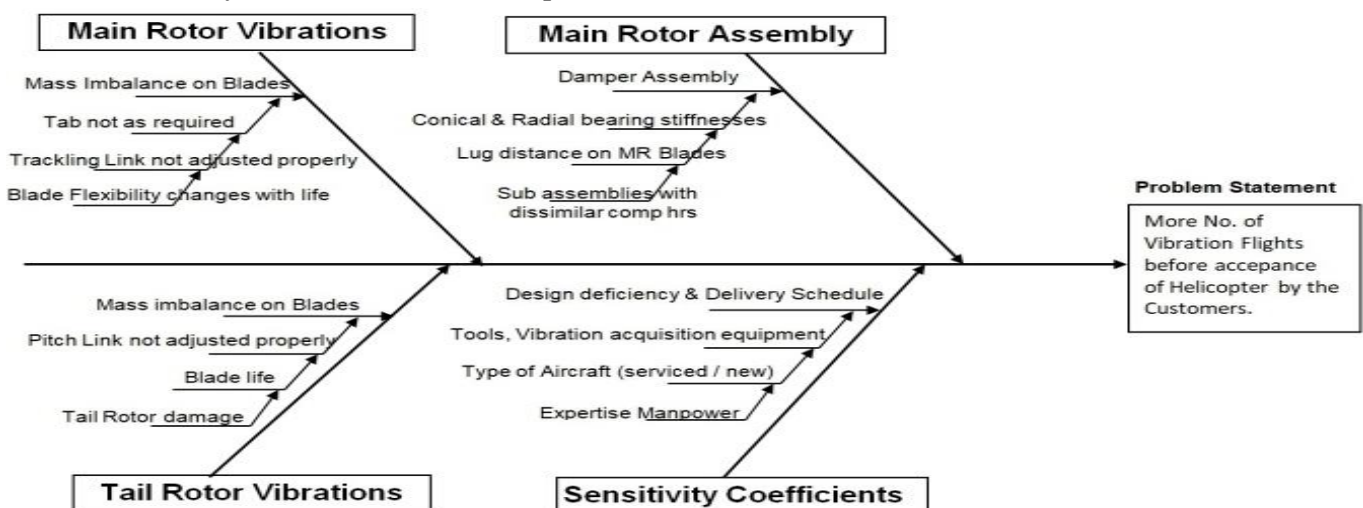 Main Rotor Vibrations
Mass Imbalance on Blades
Tab not as required
Trackling Link not adjusted properly
Blade Flexibility changes with life
Main Rotor Assembly
Damper Assembly
Conical & Radial bearing stiffnesses
Lug distance on MR Blades
Sub assemblies with
dissimilar comp hrs
Problem Statement
More No. of
Vibration Flights
before accepance
of Helicopter by the
Customers.
Mass imbalance on Blades
Pitch Link not adjusted properly
Blade life
Tail Rotor damage
Tail Rotor Vibrations
Design deficiency & Delivery Schedule
Tools, Vibration acquisition equipment
Type of Aircraft (serviced / new)
Expertise Manpower
Sensitivity Coefficients